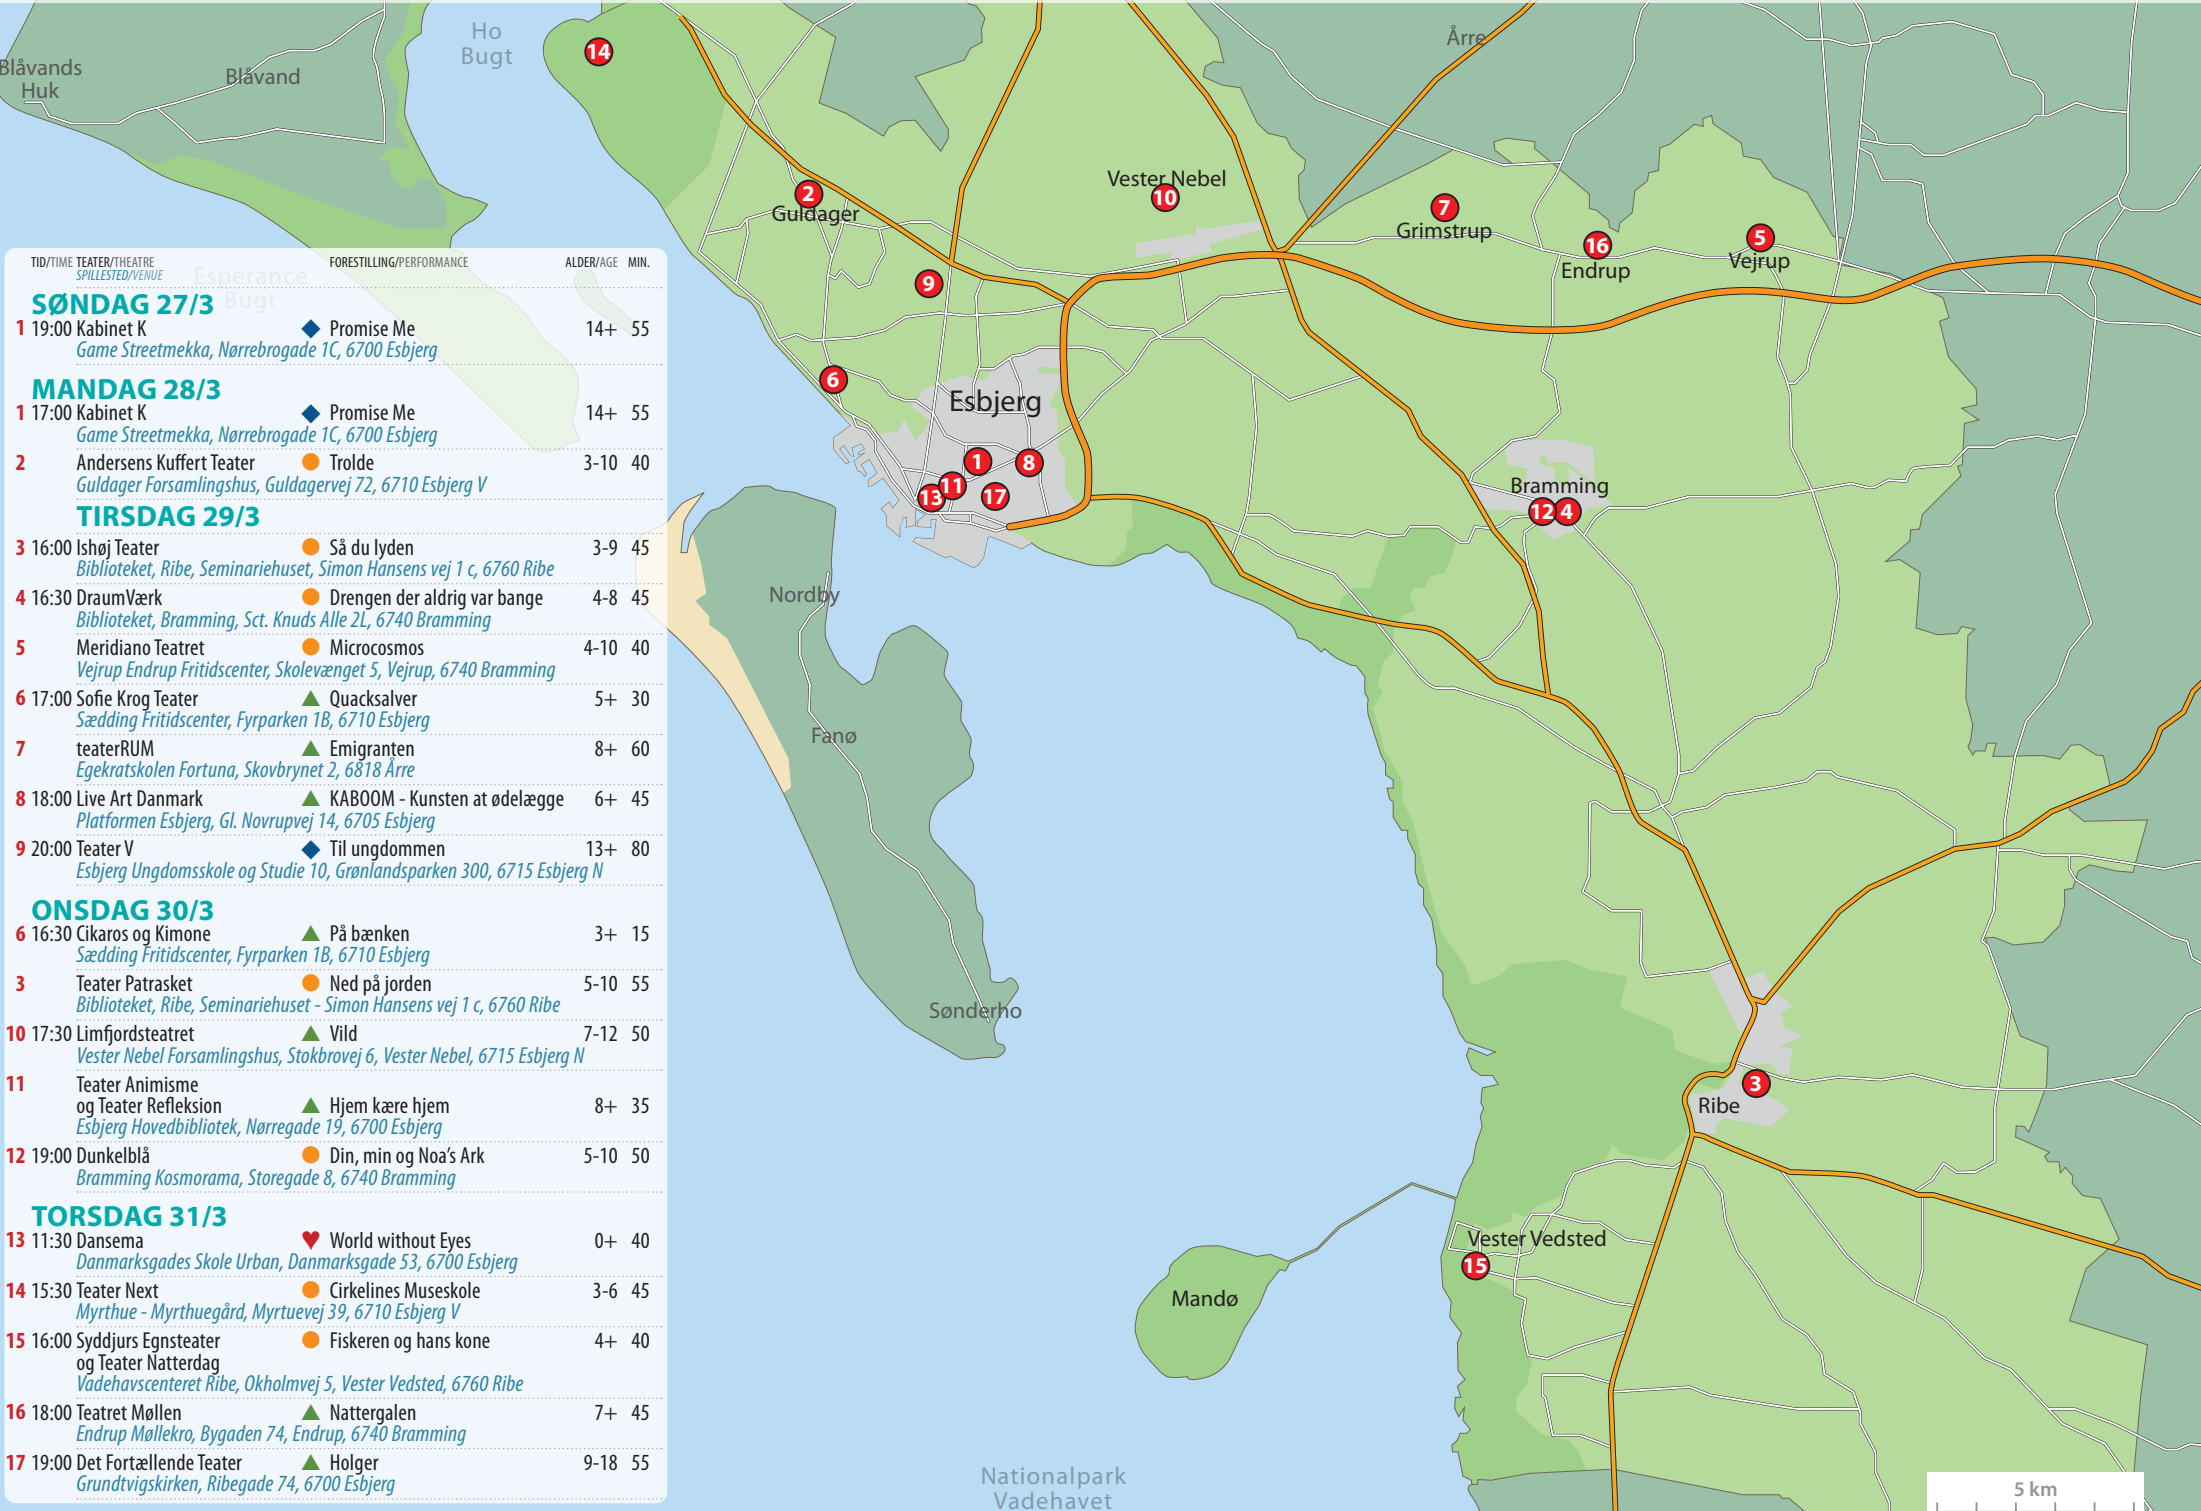 TID/TIME TEATER/THEATRE FORESTILLING/PERFORMANCE ALDER/AGE MIN.
SPILLESTED/VENUE
SØNDAG 27/3
1 19:00 Kabinet K Promise Me 14+ 55
Game Streetmekka, Nørrebrogade 1C, 6700 Esbjerg
MANDAG 28/3
1 17:00 Kabinet K Promise Me 14+ 55
Game Streetmekka, Nørrebrogade 1C, 6700 Esbjerg
2 Andersens Kuffert Teater Trolde 3-10 40
Guldager Forsamlingshus, Guldagervej 72, 6710 Esbjerg V
TIRSDAG 29/3
3 16:00 Ishøj Teater Så du lyden 3-9 45
Biblioteket, Ribe, Seminariehuset, Simon Hansens vej 1 c, 6760 Ribe
4 16:30 DraumVærk Drengen der aldrig var bange 4-8 45
Biblioteket, Bramming, Sct. Knuds Alle 2L, 6740 Bramming
5 Meridiano Teatret Microcosmos 4-10 40
Vejrup Endrup Fritidscenter, Skolevænget 5, Vejrup, 6740 Bramming
6 17:00 Sofie Krog Teater Quacksalver 5+ 30
Sædding Fritidscenter, Fyrparken 1B, 6710 Esbjerg
7 teaterRUM Emigranten 8+ 60
Egekratskolen Fortuna, Skovbrynet 2, 6818 Årre
8 18:00 Live Art Danmark KABOOM - Kunsten at ødelægge 6+ 45
Platformen Esbjerg, Gl. Novrupvej 14, 6705 Esbjerg
9 20:00 Teater V Til ungdommen 13+ 80
Esbjerg Ungdomsskole og Studie 10, Grønlandsparken 300, 6715 Esbjerg N
ONSDAG 30/3
6 16:30 Cikaros og Kimone På bænken 3+ 15
Sædding Fritidscenter, Fyrparken 1B, 6710 Esbjerg
3 Teater Patrasket Ned på jorden 5-10 55
Biblioteket, Ribe, Seminariehuset - Simon Hansens vej 1 c, 6760 Ribe
10 17:30 Limfjordsteatret Vild 7-12 50
Vester Nebel Forsamlingshus, Stokbrovej 6, Vester Nebel, 6715 Esbjerg N
11 Teater Animisme
og Teater Refleksion Hjem kære hjem 8+ 35
Esbjerg Hovedbibliotek, Nørregade 19, 6700 Esbjerg
12 19:00 Dunkelblå Din, min og Noa's Ark 5-10 50
Bramming Kosmorama, Storegade 8, 6740 Bramming
TORSDAG 31/3
13 11:30 Dansema World without Eyes 0+ 40
Danmarksgades Skole Urban, Danmarksgade 53, 6700 Esbjerg
14 15:30 Teater Next Cirkelines Museskole 3-6 45
Myrthue - Myrthuegård, Myrtuevej 39, 6710 Esbjerg V
15 16:00 Syddjurs Egnsteater Fiskeren og hans kone 4+ 40
og Teater Natterdag
Vadehavscenteret Ribe, Okholmvej 5, Vester Vedsted, 6760 Ribe
16 18:00 Teatret Møllen Nattergalen 7+ 45
Endrup Møllekro, Bygaden 74, Endrup, 6740 Bramming
17 19:00 Det Fortællende Teater Holger 9-18 55
Grundtvigskirken, Ribegade 74, 6700 Esbjerg
Blåvands
Huk
Blåvand
Ho
Bugt
Esperance
Bugt
14
Årre
Vester Nebel
10
2
Guldager
7
Grimstrup
16
Endrup
5
Vejrup
9
6
Esbjerg
1
8
11
13
17
Bramming
12 4
Nordby
Fanø
Sønderho
3
Ribe
Vester Vedsted
15
Mandø
Nationalpark
Vadehavet
5 km